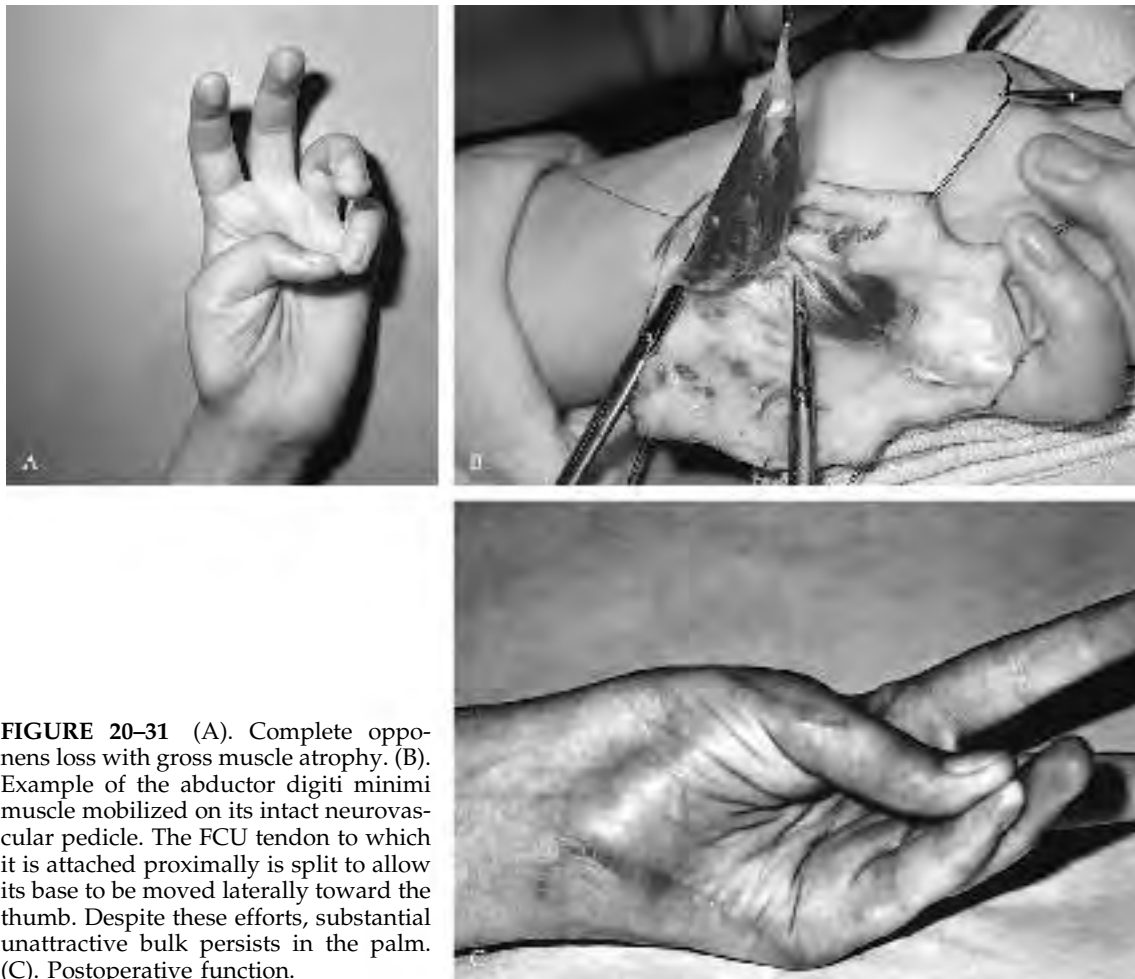 A
B
FIGURE 20–31 (A). Complete oppo-
nens loss with gross muscle atrophy. (B).
Example of the abductor digiti minimi
muscle mobilized on its intact neurovas-
cular pedicle. The FCU tendon to which
it is attached proximally is split to allow
its base to be moved laterally toward the
thumb. Despite these efforts, substantial
unattractive bulk persists in the palm.
(C). Postoperative function.
C